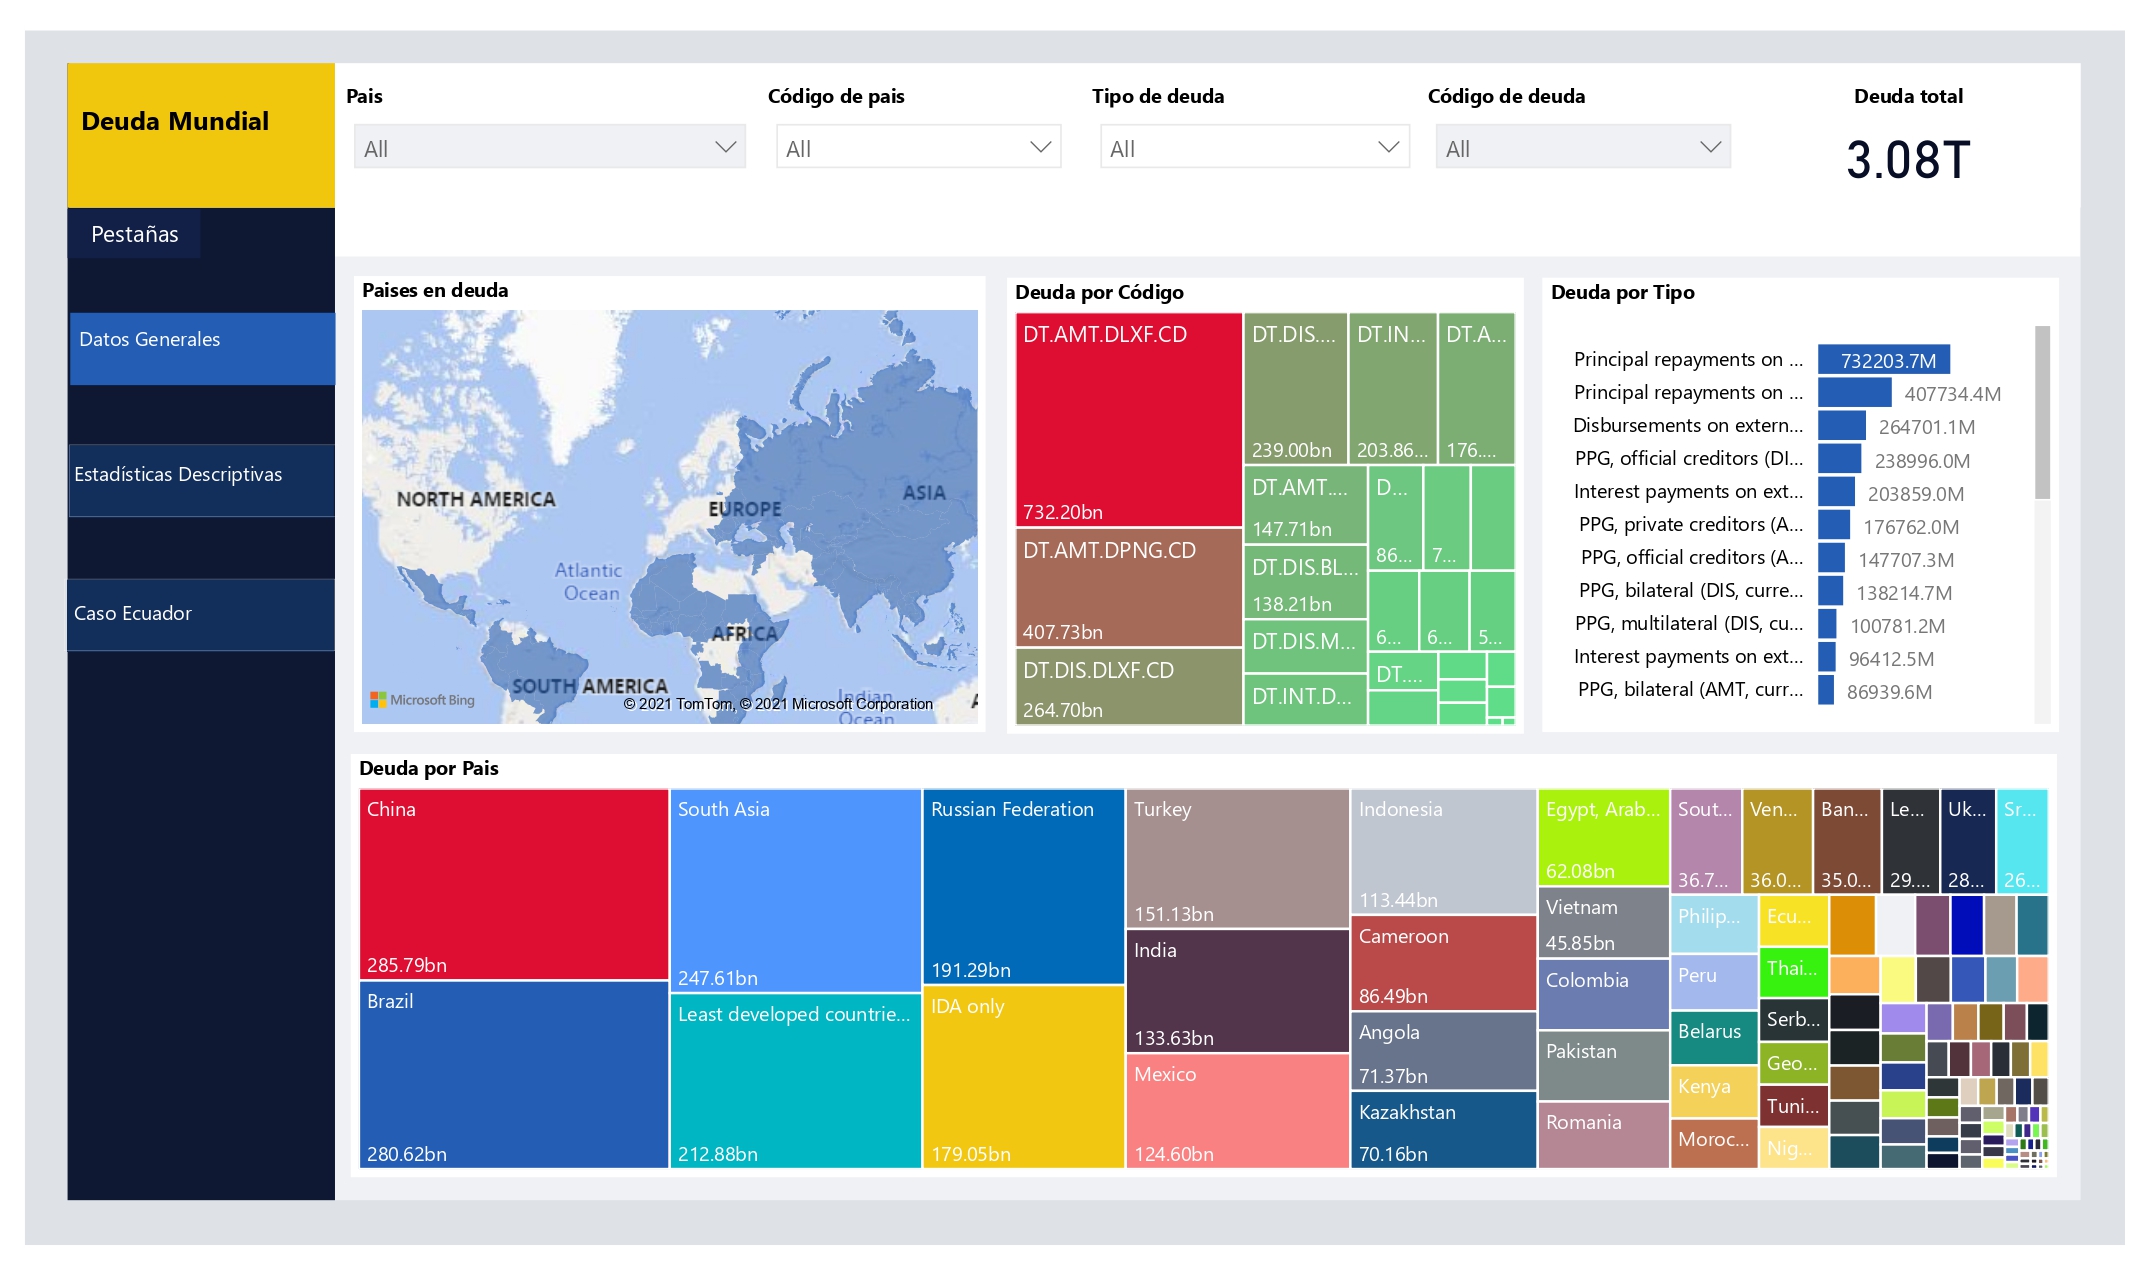 Deuda Mundial
Pais
Código de pais
Tipo de deuda
Código de deuda
Deuda total
All
All
All
All
3.08T
Pestañas
Datos Generales
Estadísticas Descriptivas
Caso Ecuador
Paises en deuda
NORTH AMERICA
EUROPE
ASIA
Atlantic
Ocean
AFRICA
SOUTH AMERICA
Indian
Ocean
A
Microsoft Bing
© 2021 TomTom, © 2021 Microsoft Corporation
Deuda por Código
DT.AMT.DLXF.CD
732.20bn
DT.AMT.DPNG.CD
407.73bn
DT.DIS.DLXF.CD
264.70bn
DT.DIS....
239.00bn
DT.IN...
203.86...
DT.A...
176....
DT.AMT....
147.71bn
DT.DIS.BL...
138.21bn
DT.DIS.M...
DT.INT.D...
D...
86...
7...
6...
6...
5...
DT....
Deuda por Tipo
Principal repayments on ... 732203.7M
Principal repayments on ... 407734.4M
Disbursements on extern... 264701.1M
PPG, official creditors (DI... 238996.0M
Interest payments on ext... 203859.0M
PPG, private creditors (A... 176762.0M
PPG, official creditors (A... 147707.3M
PPG, bilateral (DIS, curre... 138214.7M
PPG, multilateral (DIS, cu... 100781.2M
Interest payments on ext... 96412.5M
PPG, bilateral (AMT, curr... 86939.6M
Deuda por Pais
China
285.79bn
Brazil
280.62bn
South Asia
247.61bn
Least developed countrie...
212.88bn
Russian Federation
191.29bn
IDA only
179.05bn
Turkey
151.13bn
India
133.63bn
Mexico
124.60bn
Indonesia
113.44bn
Cameroon
86.49bn
Angola
71.37bn
Kazakhstan
70.16bn
Egypt, Arab...
62.08bn
Vietnam
45.85bn
Colombia
Pakistan
Romania
Sout...
36.7...
Ven...
36.0...
Ban...
35.0...
Le...
29....
Uk...
28...
Sr...
26...
Philip...
Peru
Belarus
Kenya
Moroc...
Ecu...
Thai...
Serb...
Geo...
Tuni...
Nig...